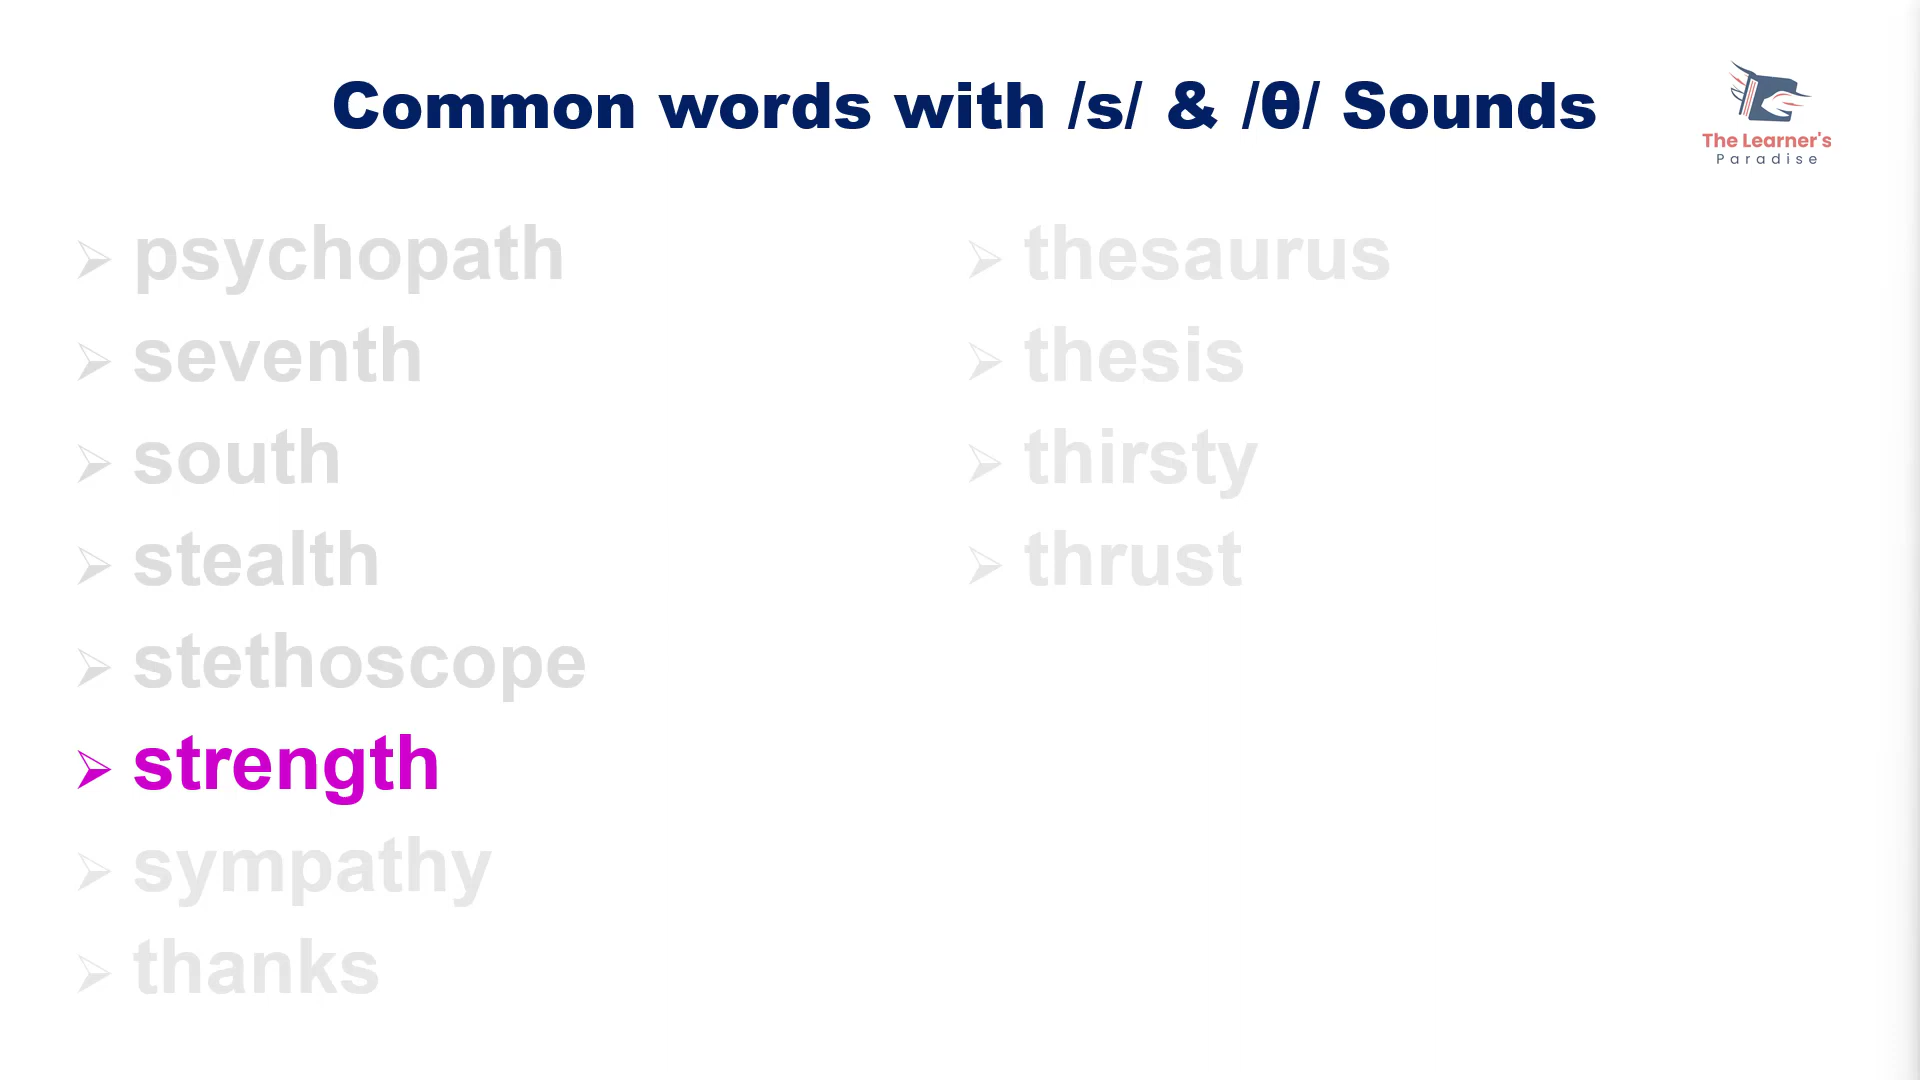 Common words with /s/ & /θ/ Sounds
The Learner's
Paradise
psychopath
seventh
south
stealth
stethoscope
strength
sympathy
thanks
thesaurus
thesis
thirsty
thrust